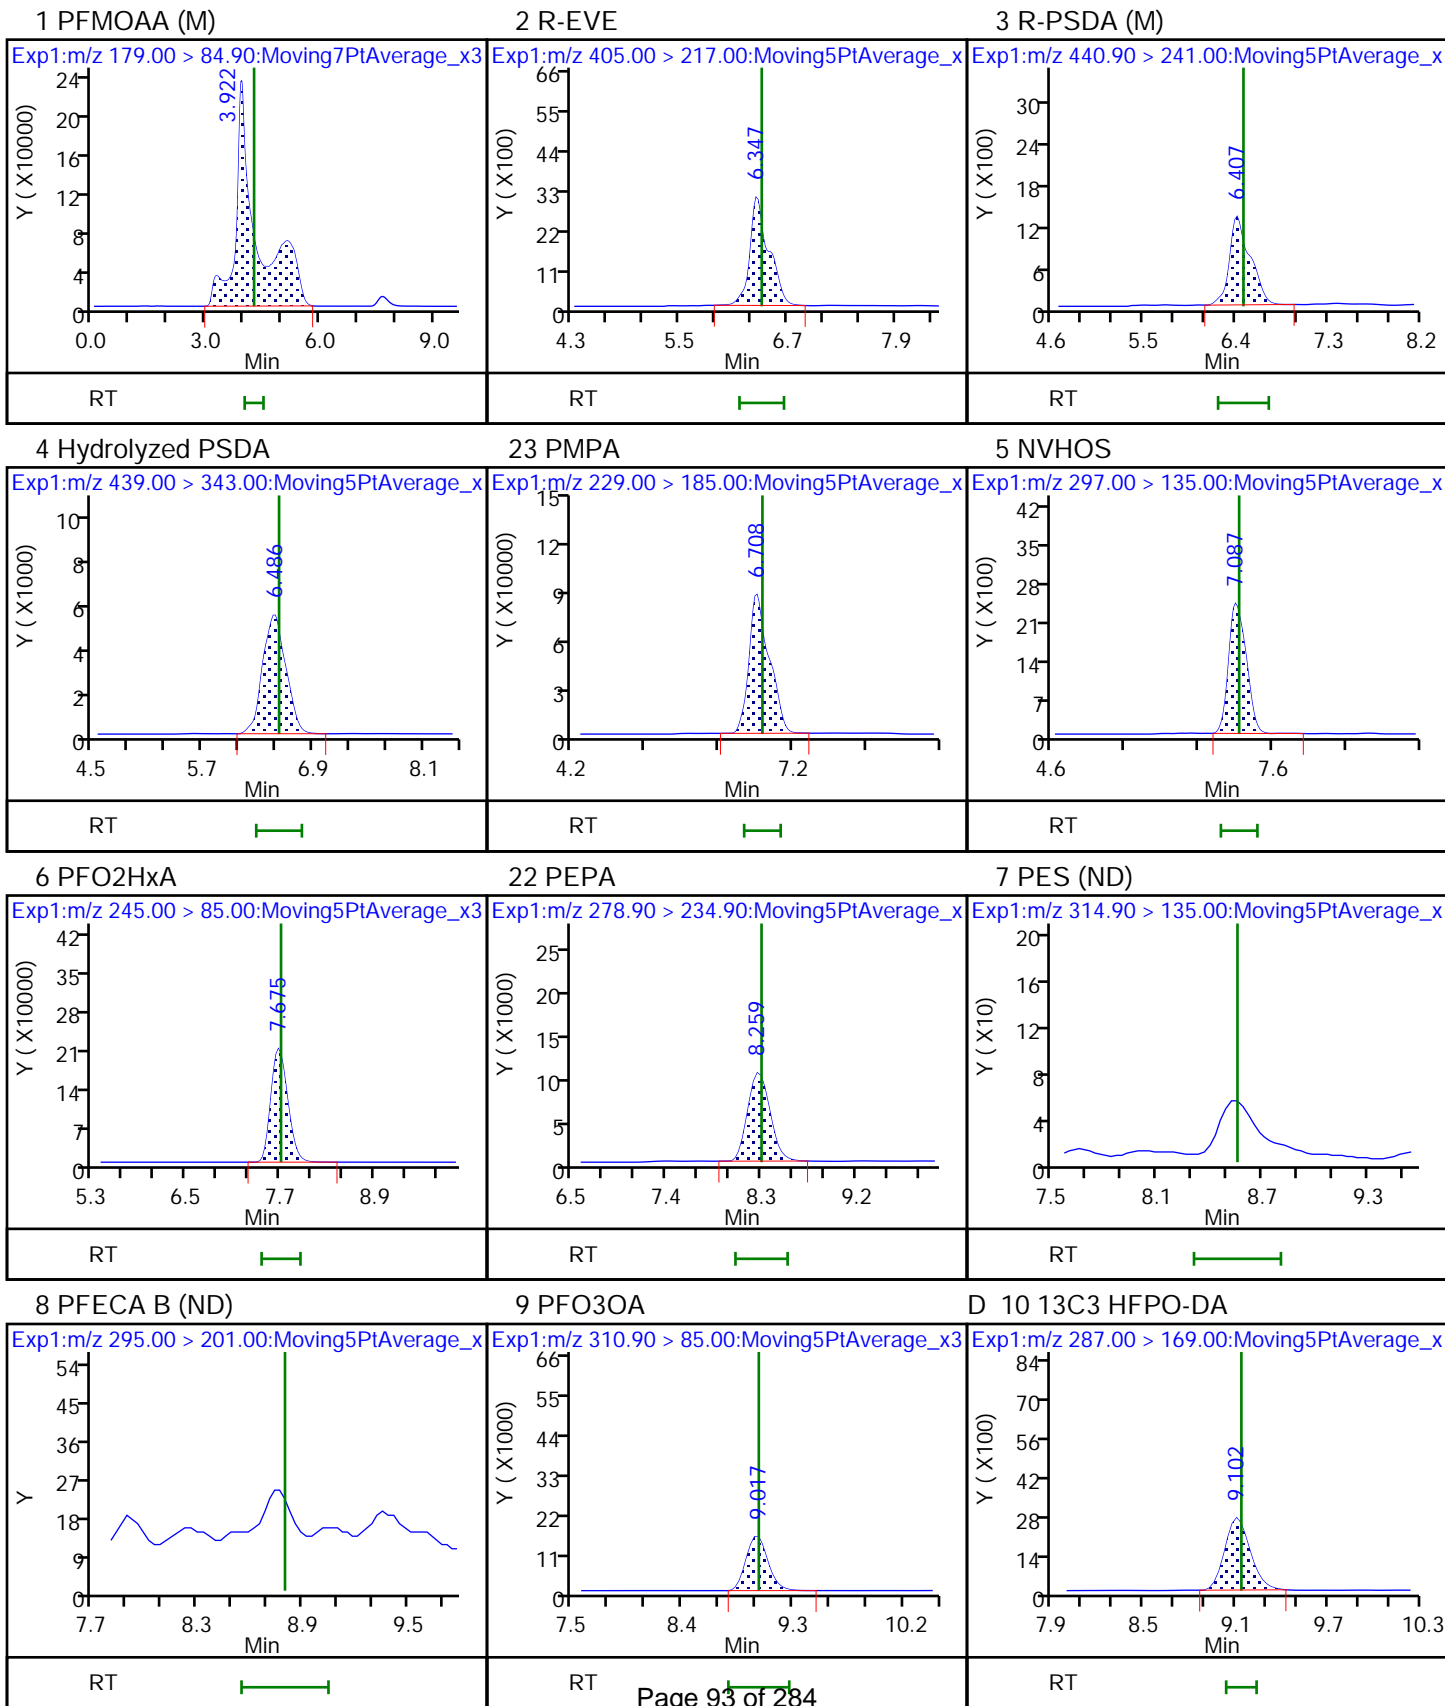 1 PFMOAA (M)
Exp1:m/z 179.00 > 84.90:Moving7PtAverage_x3
Y ( X10000)
24
20
16
12
8
4
0
3.922
0.0 3.0 6.0 9.0
Min
RT
2 R-EVE
Exp1:m/z 405.00 > 217.00:Moving5PtAverage_x
Y ( X100)
66
55
44
33
22
11
0
6.347
4.3 5.5 6.7 7.9
Min
RT
3 R-PSDA (M)
Exp1:m/z 440.90 > 241.00:Moving5PtAverage_x
Y ( X100)
30
24
18
12
6
0
6.407
4.6 5.5 6.4 7.3 8.2
Min
RT
4 Hydrolyzed PSDA
Exp1:m/z 439.00 > 343.00:Moving5PtAverage_x
Y ( X1000)
10
8
6
4
2
0
6.486
4.5 5.7 6.9 8.1
Min
RT
23 PMPA
Exp1:m/z 229.00 > 185.00:Moving5PtAverage_x
Y ( X10000)
15
12
9
6
3
0
6.708
4.2 7.2
Min
RT
5 NVHOS
Exp1:m/z 297.00 > 135.00:Moving5PtAverage_x
Y ( X100)
42
35
28
21
14
7
0
7.087
4.6 7.6
Min
RT
6 PFO2HxA
Exp1:m/z 245.00 > 85.00:Moving5PtAverage_x3
Y ( X10000)
42
35
28
21
14
7
0
7.675
5.3 6.5 7.7 8.9
Min
RT
22 PEPA
Exp1:m/z 278.90 > 234.90:Moving5PtAverage_x
Y ( X1000)
25
20
15
10
5
0
8.259
6.5 7.4 8.3 9.2
Min
RT
7 PES (ND)
Exp1:m/z 314.90 > 135.00:Moving5PtAverage_x
Y ( X10)
20
16
12
8
4
0
7.5 8.1 8.7 9.3
Min
RT
8 PFECA B (ND)
Exp1:m/z 295.00 > 201.00:Moving5PtAverage_x
Y
54
45
36
27
18
9
0
7.7 8.3 8.9 9.5
Min
RT
9 PFO3OA
Exp1:m/z 310.90 > 85.00:Moving5PtAverage_x3
Y ( X1000)
66
55
44
33
22
11
0
9.017
7.5 8.4 9.3 10.2
Min
RT
D 10 13C3 HFPO-DA
Exp1:m/z 287.00 > 169.00:Moving5PtAverage_x
Y ( X100)
84
70
56
42
28
14
0
9.102
7.9 8.5 9.1 9.7 10.3
Min
RT
Page 93 of 284